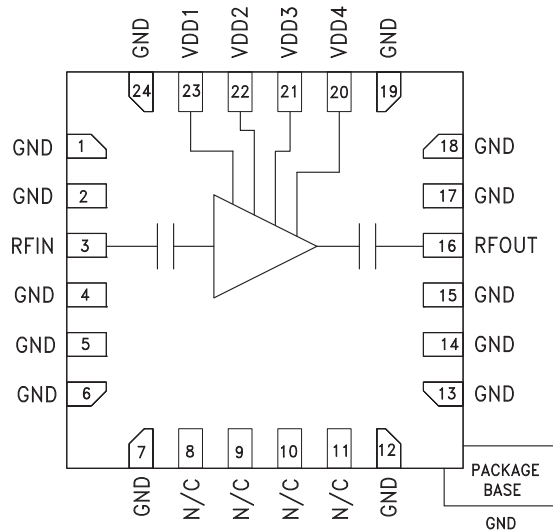 GND
VDD1
VDD2
VDD3
VDD4
GND
24
23
22
21
20
19
GND 1
18 GND
GND 2
17 GND
RFIN 3
16 RFOUT
GND 4
15 GND
GND 5
14 GND
GND 6
13 GND
7
8
9
10
11
12
GND
N/C
N/C
N/C
N/C
GND
PACKAGE
BASE
GND